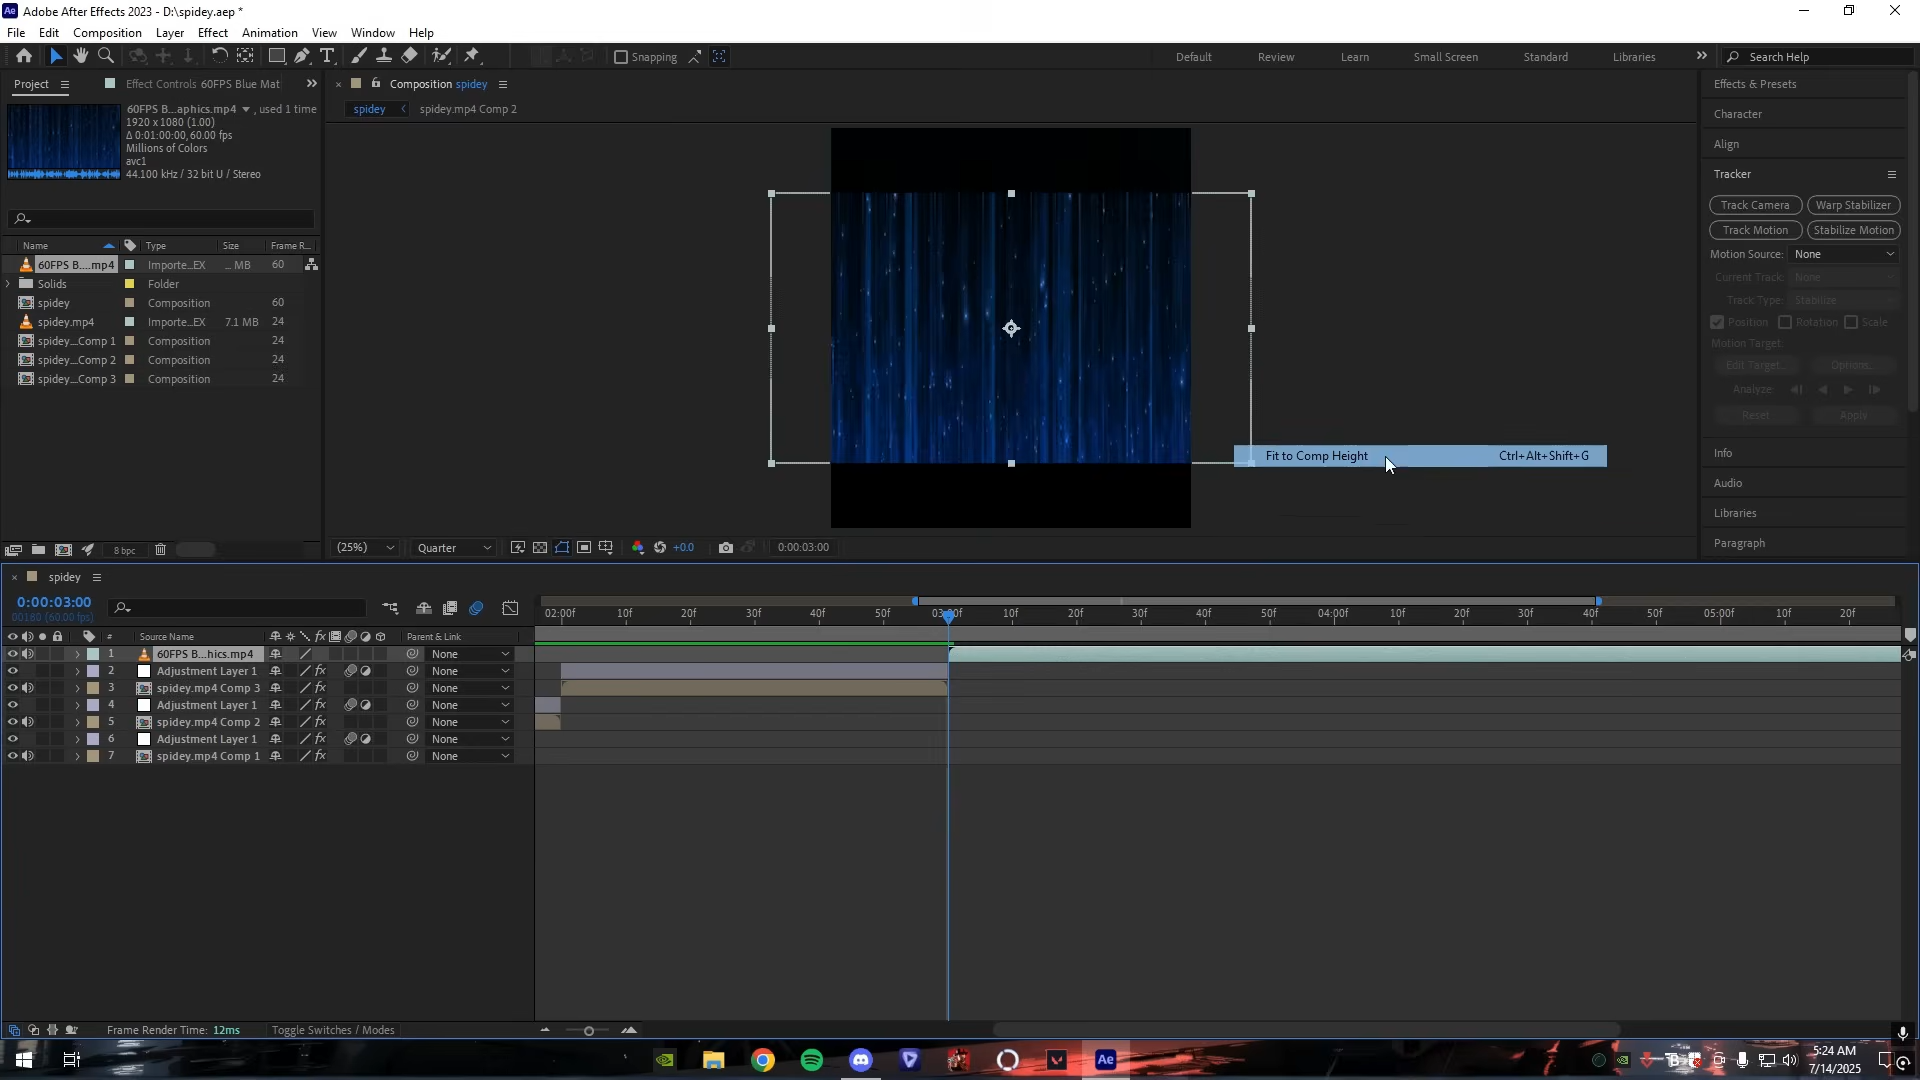 Adobe After Effects 2023 - D:\spidey.aep *
File Edit Composition Layer Effect Animation View Window Help
Snapping
Default Review Learn Small Screen Standard Libraries
Search Help
Project
Effect Controls 60FPS Blue Mat
60FPS B...aphics.mp4 , used 1 time
1920 x 1080 (1.00)
Δ 0:01:00:00, 60.00 fps
Millions of Colors
avc1
44.100 kHz / 32 bit U / Stereo
Name Type Size Frame R...
60FPS B....mp4 Importe...EX ... MB 60
Solids Folder
spidey Composition 60
spidey.mp4 Importe...EX 7.1 MB 24
spidey...Comp 1 Composition 24
spidey...Comp 2 Composition 24
spidey...Comp 3 Composition 24
8 bpc
Composition spidey
spidey spidey.mp4 Comp 2
Fit to Comp Height Ctrl+Alt+Shift+G
(25%) Quarter +0.0 0:00:03:00
Effects & Presets
Character
Align
Tracker
Track Camera Warp Stabilizer
Track Motion Stabilize Motion
Motion Source: None
Current Track: None
Track Type: Stabilize
Position Rotation Scale
Motion Target:
Edit Target... Options...
Analyze:
Reset Apply
Info
Audio
Libraries
Paragraph
spidey
0:00:03:00
00180 (60.00 fps)
02:00f 10f 20f 30f 40f 50f 03:00f 10f 20f 30f 40f 50f 04:00f 10f 20f 30f 40f 50f 05:00f 10f 20f
# Source Name Parent & Link
1 60FPS B...hics.mp4 None
2 Adjustment Layer 1 None
3 spidey.mp4 Comp 3 None
4 Adjustment Layer 1 None
5 spidey.mp4 Comp 2 None
6 Adjustment Layer 1 None
7 spidey.mp4 Comp 1 None
Frame Render Time: 12ms Toggle Switches / Modes
5:24 AM
7/14/2025